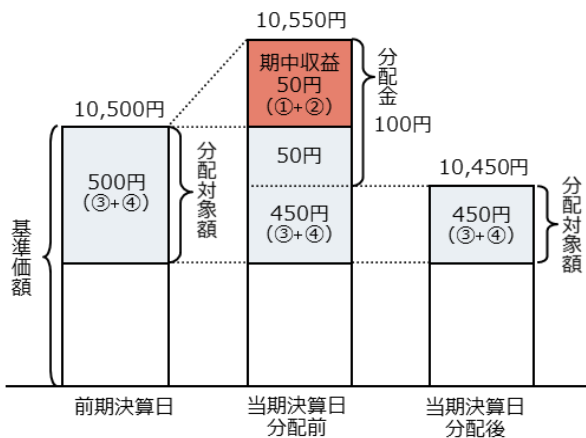 10,550円
期中収益
50円
(①+②)
分配金
100円
10,500円
500円
(③+④)
分配対象額
50円
450円
(③+④)
10,450円
450円
(③+④)
分配対象額
基準価額
前期決算日
当期決算日
分配前
当期決算日
分配後